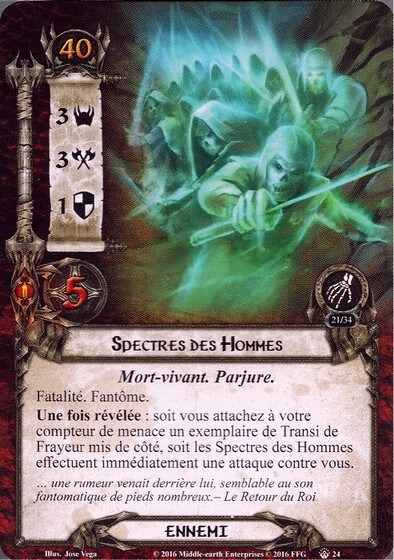 40
3
3
1
5
21/34
Spectres des Hommes
Mort-vivant. Parjure.
Fatalité. Fantôme.
Une fois révélée : soit vous attachez à votre
compteur de menace un exemplaire de Transi de
Frayeur mis de côté, soit les Spectres des Hommes
effectuent immédiatement une attaque contre vous.
... une rumeur venait derrière lui, semblable au son
fantomatique de pieds nombreux.– Le Retour du Roi
ENNEMI
Illus. Jose Vega © 2016 Middle-earth Enterprises © 2016 FFG 24